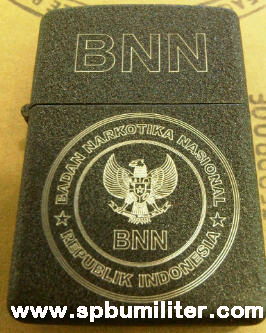 BNN
★ BADAN NARKOTIKA NASIONAL ★
BNN
REPUBLIK INDONESIA
www.spbumiliter.com